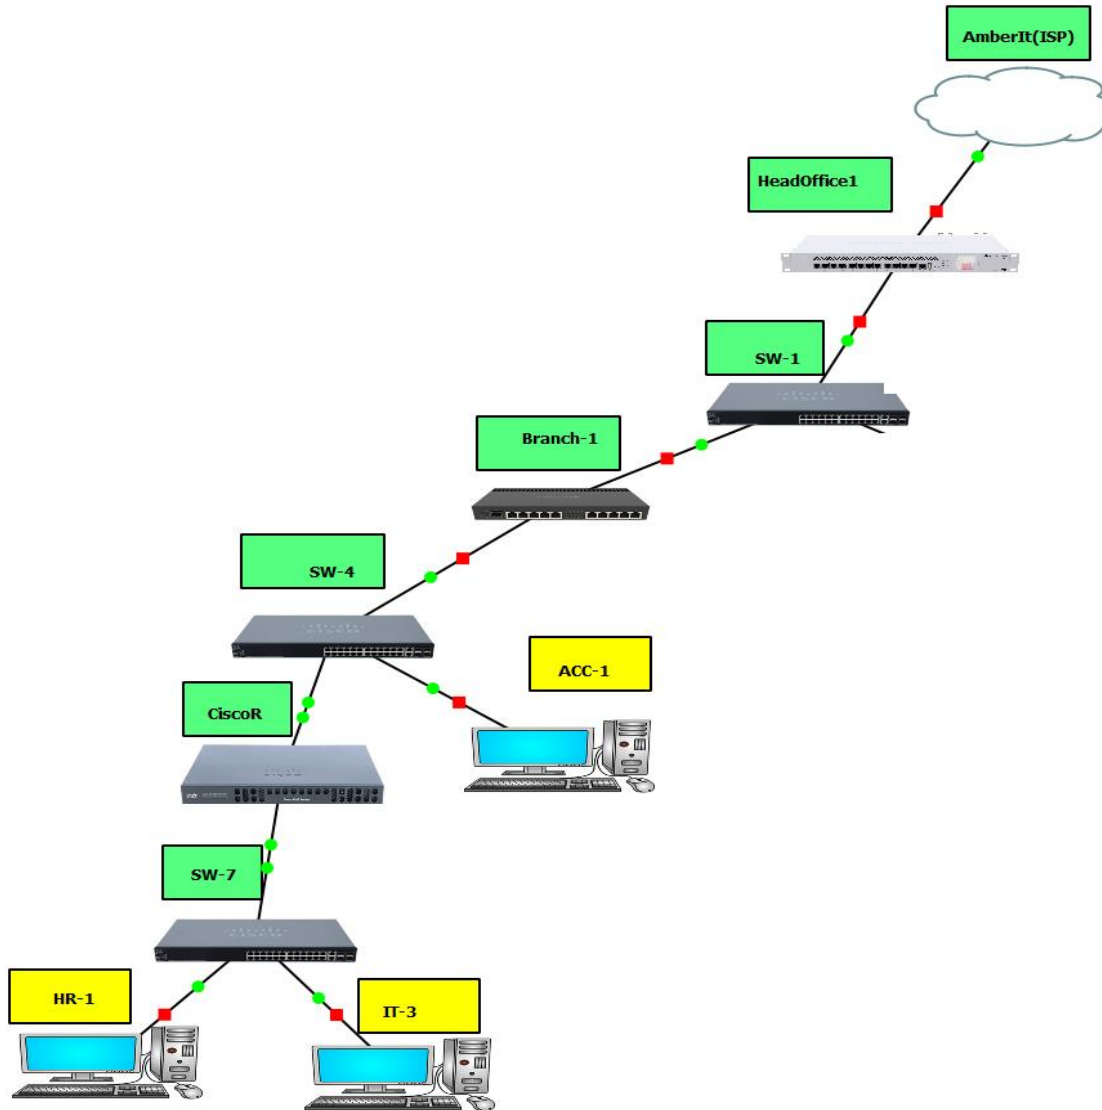 AmberIt(ISP)
HeadOffice1
SW-1
Branch-1
SW-4
ACC-1
CiscoR
SW-7
HR-1
IT-3